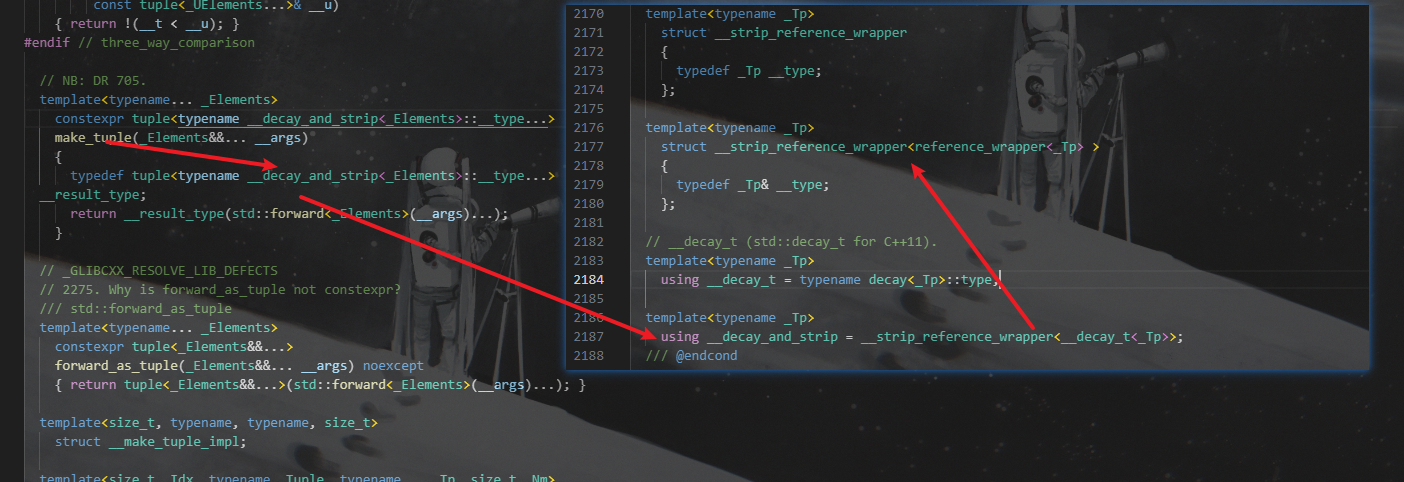 const tuple<_UElements...>& __u)
{ return !(__t < __u); }
#endif // three_way_comparison
// NB: DR 705.
template<typename... _Elements>
constexpr tuple<typename __decay_and_strip<_Elements>::__type...>
make_tuple(_Elements&&... __args)
{
typedef tuple<typename __decay_and_strip<_Elements>::__type...>
__result_type;
return __result_type(std::forward<_Elements>(__args)...);
}
// _GLIBCXX_RESOLVE_LIB_DEFECTS
// 2275. Why is forward_as_tuple not constexpr?
/// std::forward_as_tuple
template<typename... _Elements>
constexpr tuple<_Elements&&...>
forward_as_tuple(_Elements&&... __args) noexcept
{ return tuple<_Elements&&...>(std::forward<_Elements>(__args)...); }
template<size_t, typename, typename, size_t>
struct __make_tuple_impl;
template<size_t _Idx, typename _Tuple, typename... _Tp, size_t _Nm>
2170 template<typename _Tp>
2171 struct __strip_reference_wrapper
2172 {
2173 typedef _Tp __type;
2174 };
2175
2176 template<typename _Tp>
2177 struct __strip_reference_wrapper<reference_wrapper<_Tp> >
2178 {
2179 typedef _Tp& __type;
2180 };
2181
2182 // __decay_t (std::decay_t for C++11).
2183 template<typename _Tp>
2184 using __decay_t = typename decay<_Tp>::type;
2185
2186 template<typename _Tp>
2187 using __decay_and_strip = __strip_reference_wrapper<__decay_t<_Tp>>;
2188 /// @endcond